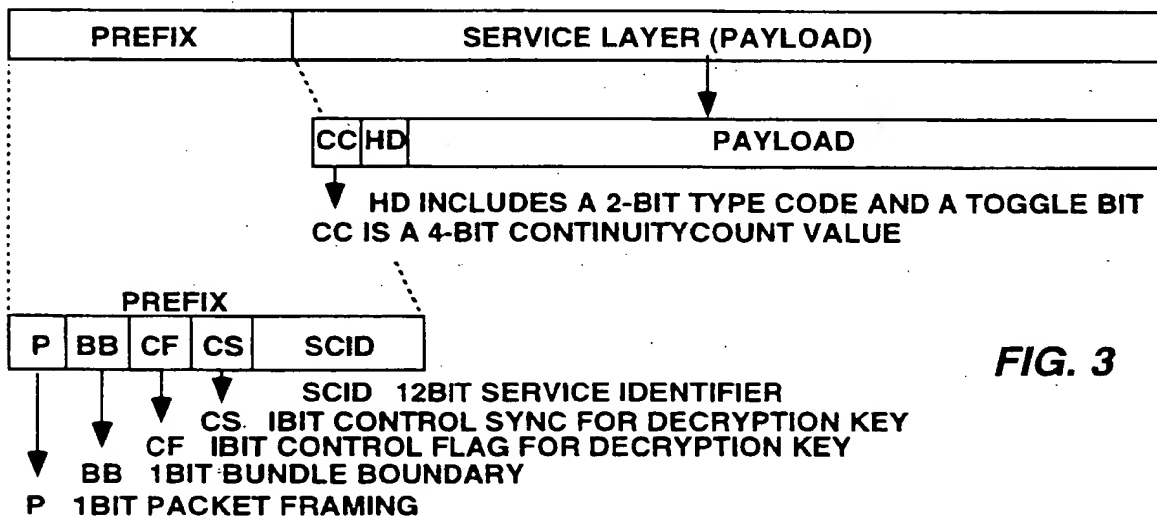 PREFIX SERVICE LAYER (PAYLOAD)
CC HD PAYLOAD
HD INCLUDES A 2-BIT TYPE CODE AND A TOGGLE BIT
CC IS A 4-BIT CONTINUITYCOUNT VALUE
PREFIX
P BB CF CS SCID
FIG. 3
SCID 12BIT SERVICE IDENTIFIER
CS IBIT CONTROL SYNC FOR DECRYPTION KEY
CF IBIT CONTROL FLAG FOR DECRYPTION KEY
BB 1BIT BUNDLE BOUNDARY
P 1BIT PACKET FRAMING